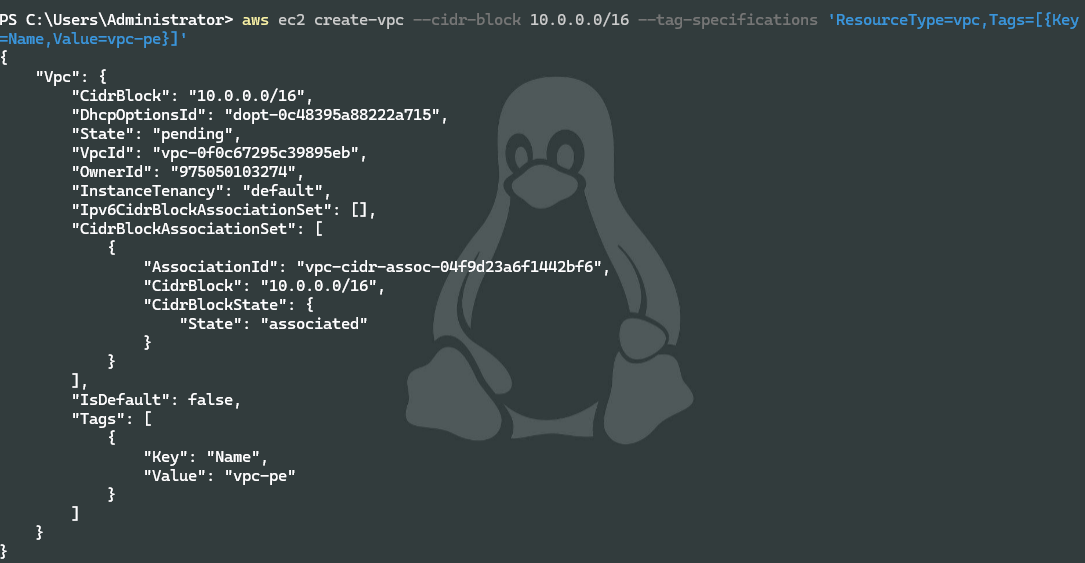 PS C:\Users\Administrator> aws ec2 create-vpc --cidr-block 10.0.0.0/16 --tag-specifications 'ResourceType=vpc,Tags=[{Key
=Name,Value=vpc-pe}]'
{
    "Vpc": {
        "CidrBlock": "10.0.0.0/16",
        "DhcpOptionsId": "dopt-0c48395a88222a715",
        "State": "pending",
        "VpcId": "vpc-0f0c67295c39895eb",
        "OwnerId": "975050103274",
        "InstanceTenancy": "default",
        "Ipv6CidrBlockAssociationSet": [],
        "CidrBlockAssociationSet": [
            {
                "AssociationId": "vpc-cidr-assoc-04f9d23a6f1442bf6",
                "CidrBlock": "10.0.0.0/16",
                "CidrBlockState": {
                    "State": "associated"
                }
            }
        ],
        "IsDefault": false,
        "Tags": [
            {
                "Key": "Name",
                "Value": "vpc-pe"
            }
        ]
    }
}